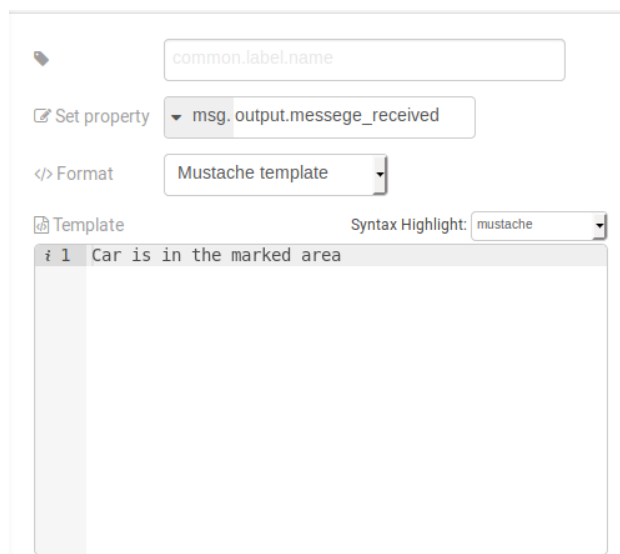 common.label.name
Set property msg. output.messege_received
</> Format Mustache template
Template Syntax Highlight: mustache
i 1 Car is in the marked area